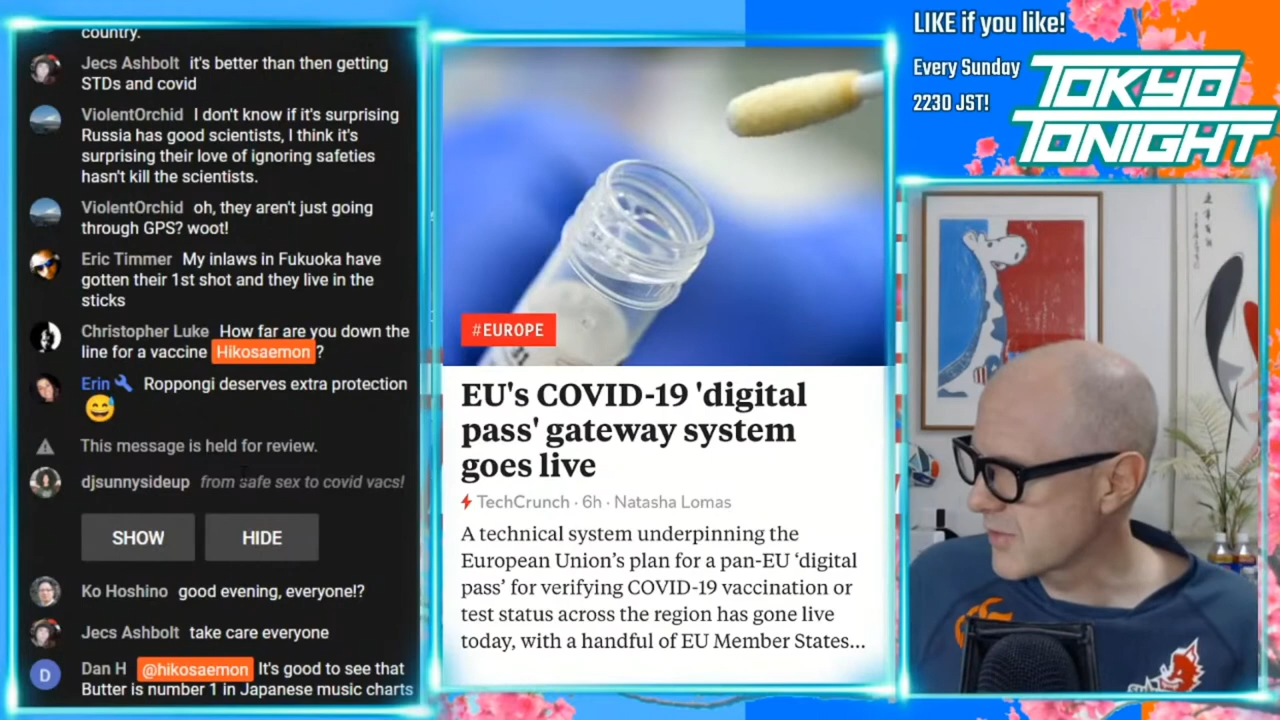 country.
Jecs Ashbolt it's better than then getting
STDs and covid
ViolentOrchid I don't know if it's surprising
Russia has good scientists, I think it's
surprising their love of ignoring safeties
hasn't kill the scientists.
ViolentOrchid oh, they aren't just going
through GPS? woot!
Eric Timmer My inlaws in Fukuoka have
gotten their 1st shot and they live in the
sticks
Christopher Luke How far are you down the
line for a vaccine Hikosaemon ?
Erin Roppongi deserves extra protection
😅
This message is held for review.
djsunnysideup from safe sex to covid vacs!
SHOW HIDE
Ko Hoshino good evening, everyone!?
Jecs Ashbolt take care everyone
D Dan H @hikosaemon It's good to see that
Butter is number 1 in Japanese music charts
#EUROPE
EU's COVID-19 'digital
pass' gateway system
goes live
TechCrunch · 6h · Natasha Lomas
A technical system underpinning the
European Union's plan for a pan-EU ‘digital
pass’ for verifying COVID-19 vaccination or
test status across the region has gone live
today, with a handful of EU Member States...
LIKE if you like!
Every Sunday
2230 JST!
TOKYO
TONIGHT